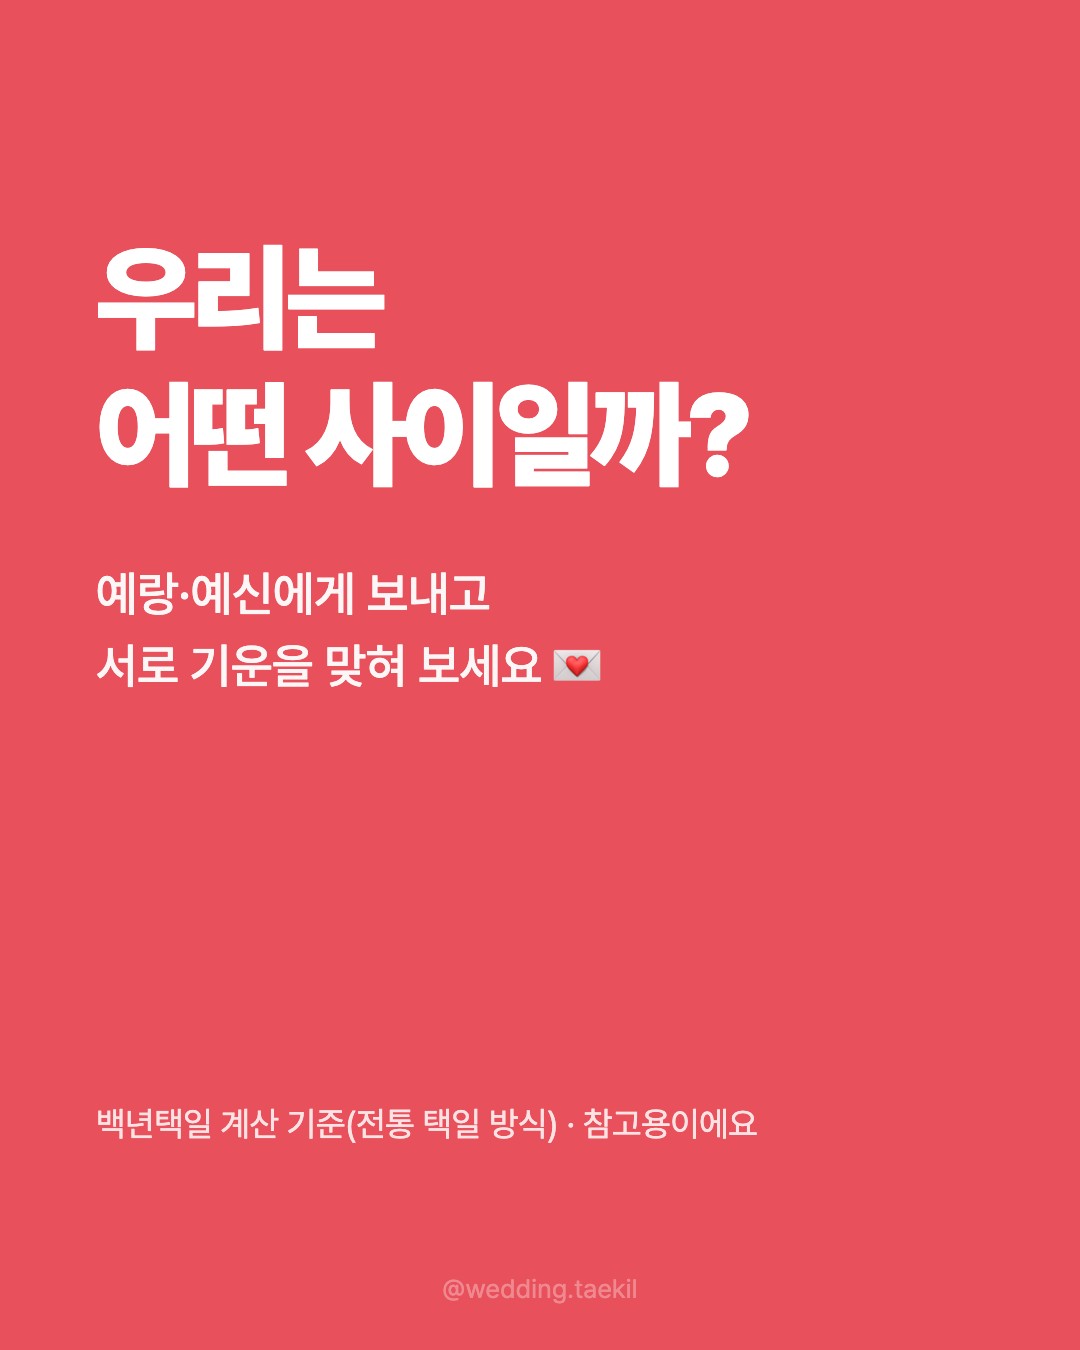 우리는
어떤 사이일까?
예랑·예신에게 보내고
서로 기운을 맞혀 보세요 💌
백년택일 계산 기준(전통 택일 방식) · 참고용이에요
@wedding.taekil